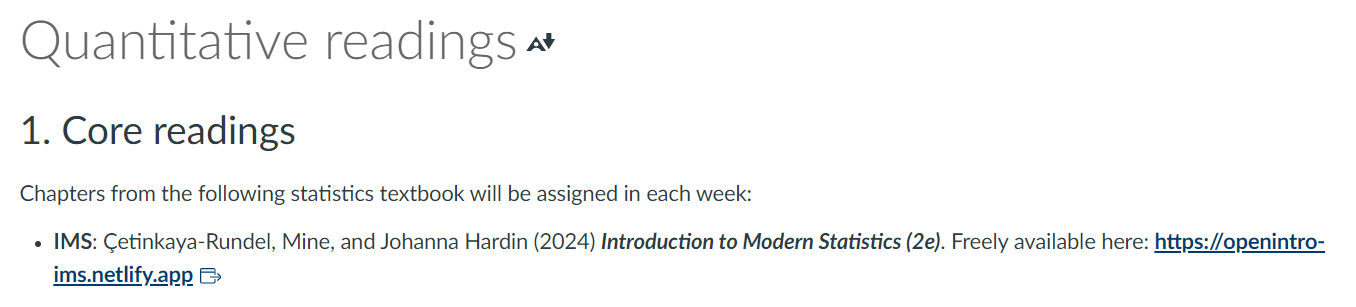 Quantitative readings
1. Core readings
Chapters from the following statistics textbook will be assigned in each week:
• IMS: Çetinkaya-Rundel, Mine, and Johanna Hardin (2024) Introduction to Modern Statistics (2e). Freely available here: https://openintro-
ims.netlify.app